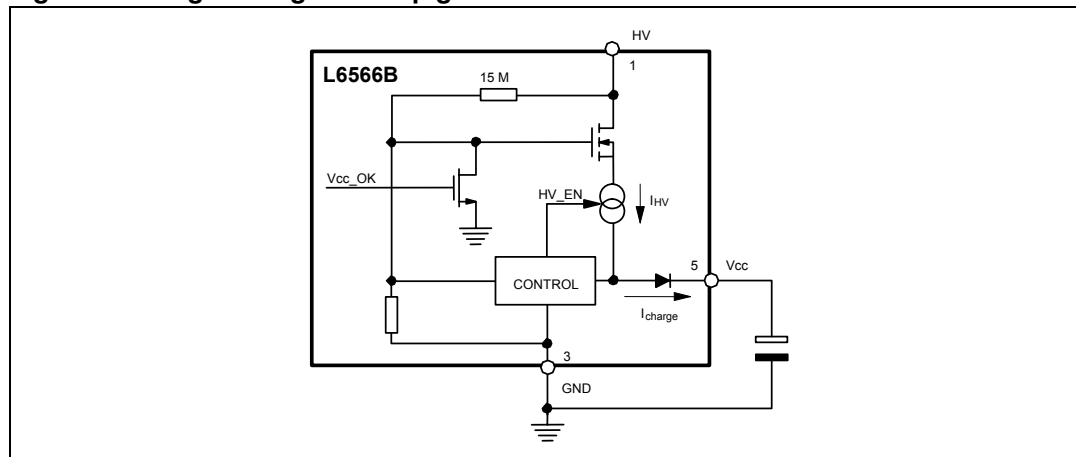 HV
1
L6566B
15 M
Vcc_OK
HV_EN
IHV
5
Vcc
CONTROL
Icharge
3
GND